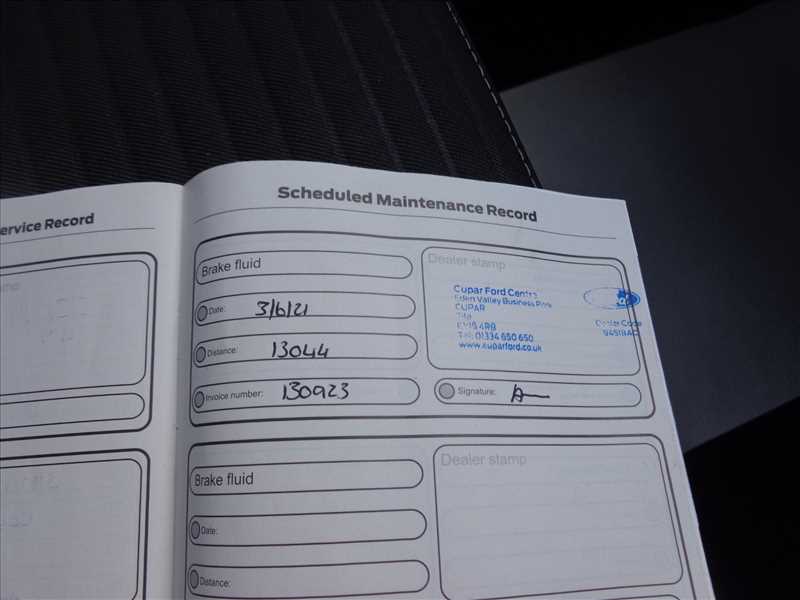 ervice Record
Scheduled Maintenance Record
Brake fluid
Date: 3/6/21
Distance: 13044
Invoice number: 130923
Dealer stamp
Cupar Ford Centre
Eden Valley Business Park
CUPAR
Fife
KY15 4RB
Tel: 01334 650 650
www.cuparford.co.uk
Dealer Code
Signature:
Brake fluid
Date:
Distance:
Dealer stamp